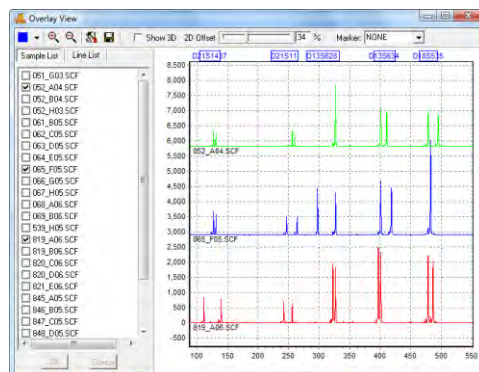 Overlay View
Show 3D 2D Offset 34 % Marker: NONE
Sample List Line List
051_G03.SCF
052_A04.SCF
052_B04.SCF
052_H03.SCF
061_B05.SCF
062_C05.SCF
063_D05.SCF
064_E05.SCF
065_F05.SCF
066_G05.SCF
067_H05.SCF
068_A06.SCF
069_B06.SCF
539_H05.SCF
819_A06.SCF
819_B06.SCF
820_C06.SCF
820_D06.SCF
821_E06.SCF
845_A05.SCF
846_B05.SCF
847_C05.SCF
848_D05.SCF
D21S1437 D21S11 D13S628 D13S634 D18S535
8,500
8,000
7,500
7,000
6,500
6,000
5,500
5,000
4,500
4,000
3,500
3,000
2,500
2,000
1,500
1,000
500
0
-500
052_A04.SCF
065_F05.SCF
819_A06.SCF
100 150 200 250 300 350 400 450 500 550